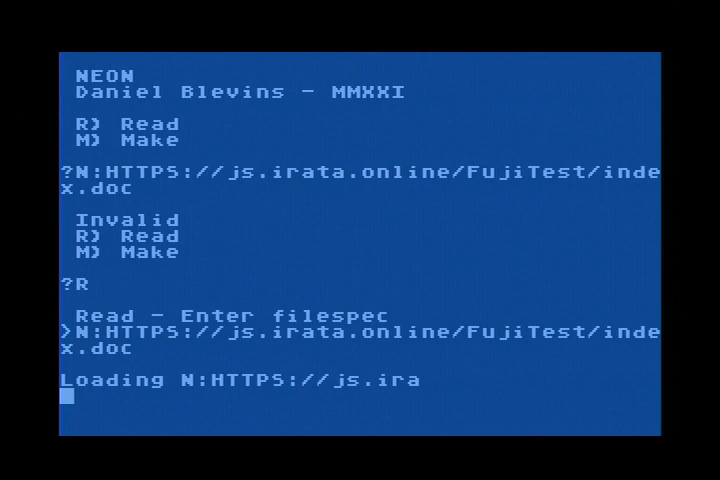 NEON
Daniel Blevins - MMXXI
R) Read
M) Make
?N:HTTPS://js.irata.online/FujiTest/inde
x.doc
Invalid
R) Read
M) Make
?R
Read - Enter filespec
>N:HTTPS://js.irata.online/FujiTest/inde
x.doc
Loading N:HTTPS://js.ira